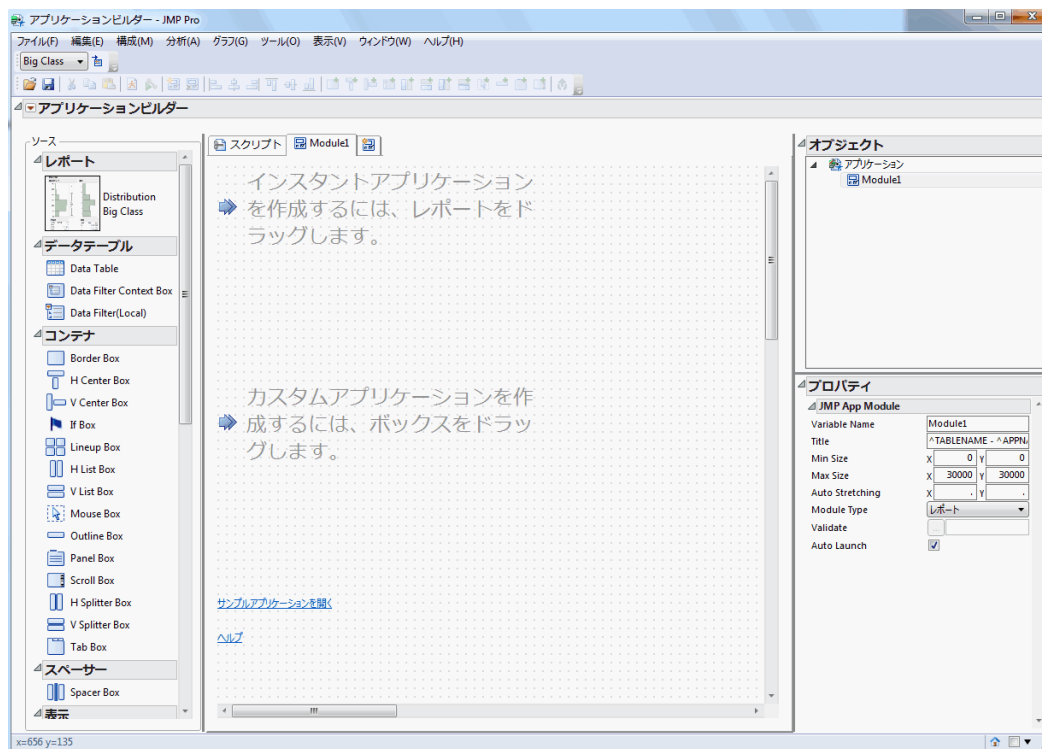 アプリケーションビルダー - JMP Pro
ファイル(F) 編集(E) 構成(M) 分析(A) グラフ(G) ツール(O) 表示(V) ウィンドウ(W) ヘルプ(H)
Big Class
アプリケーションビルダー
ソース
レポート
Distribution
Big Class
データテーブル
Data Table
Data Filter Context Box
Data Filter(Local)
コンテナ
Border Box
H Center Box
V Center Box
If Box
Lineup Box
H List Box
V List Box
Mouse Box
Outline Box
Panel Box
Scroll Box
H Splitter Box
V Splitter Box
Tab Box
スペーサー
Spacer Box
表示
スクリプト Module1
インスタントアプリケーション
を作成するには、レポートをド
ラッグします。
カスタムアプリケーションを作
成するには、ボックスをドラッ
グします。
サンプルアプリケーションを開く
ヘルプ
オブジェクト
アプリケーション
Module1
プロパティ
JMP App Module
Variable Name Module1
Title ^TABLENAME - ^APPN
Min Size X 0 Y 0
Max Size X 30000 Y 30000
Auto Stretching X . Y .
Module Type レポート
Validate ...
Auto Launch
x=656 y=135